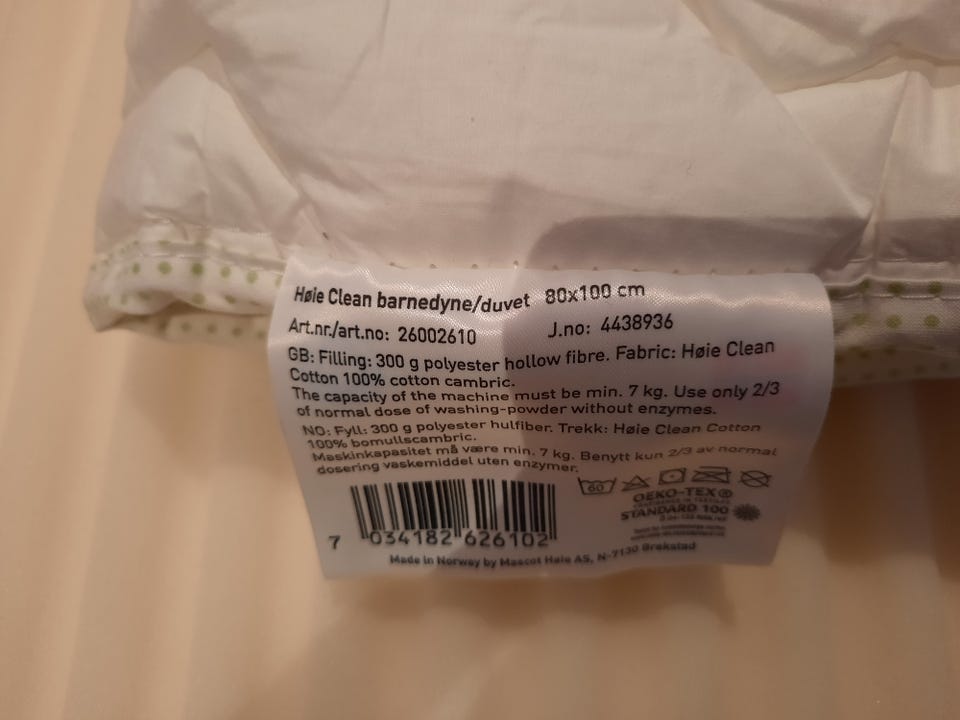 Høie Clean barnedyne/duvet 80x100 cm
Art.nr./art.no: 26002610 J.no: 4438936
GB: Filling: 300 g polyester hollow fibre. Fabric: Høie Clean
Cotton 100% cotton cambric.
The capacity of the machine must be min. 7 kg. Use only 2/3
of normal dose of washing-powder without enzymes.
NO: Fyll: 300 g polyester hulfiber. Trekk: Høie Clean Cotton
100% bomullscambric.
Maskinkapasitet må være min. 7 kg. Benytt kun 2/3 av normal
dosering vaskemiddel uten enzymer.
60
OEKO-TEX®
CONFIDENCE IN TEXTILES
STANDARD 100
7 034182 626102
Made in Norway by Mascot Høie AS, N-7130 Brekstad